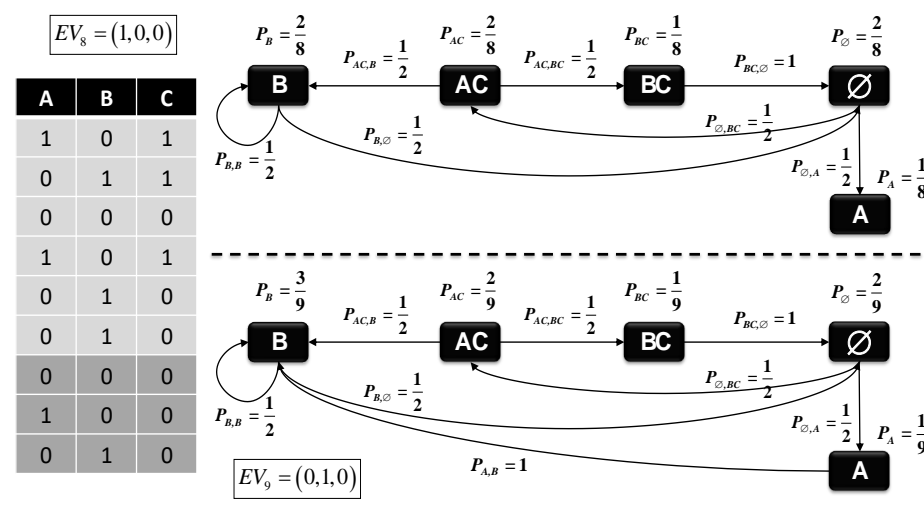 EV₈ = (1,0,0)
A B C
1 0 1
0 1 1
0 0 0
1 0 1
0 1 0
0 1 0
0 0 0
1 0 0
0 1 0
P_B = 2/8
P_AC = 2/8
P_BC = 1/8
P_∅ = 2/8
P_AC,B = 1/2
P_AC,BC = 1/2
P_BC,∅ = 1
B
AC
BC
∅
P_B,B = 1/2
P_B,∅ = 1/2
P_∅,BC = 1/2
P_∅,A = 1/2
P_A = 1/8
A
P_B = 3/9
P_AC = 2/9
P_BC = 1/9
P_∅ = 2/9
P_AC,B = 1/2
P_AC,BC = 1/2
P_BC,∅ = 1
B
AC
BC
∅
P_B,B = 1/2
P_B,∅ = 1/2
P_∅,BC = 1/2
P_∅,A = 1/2
P_A = 1/9
A
P_A,B = 1
EV₉ = (0,1,0)